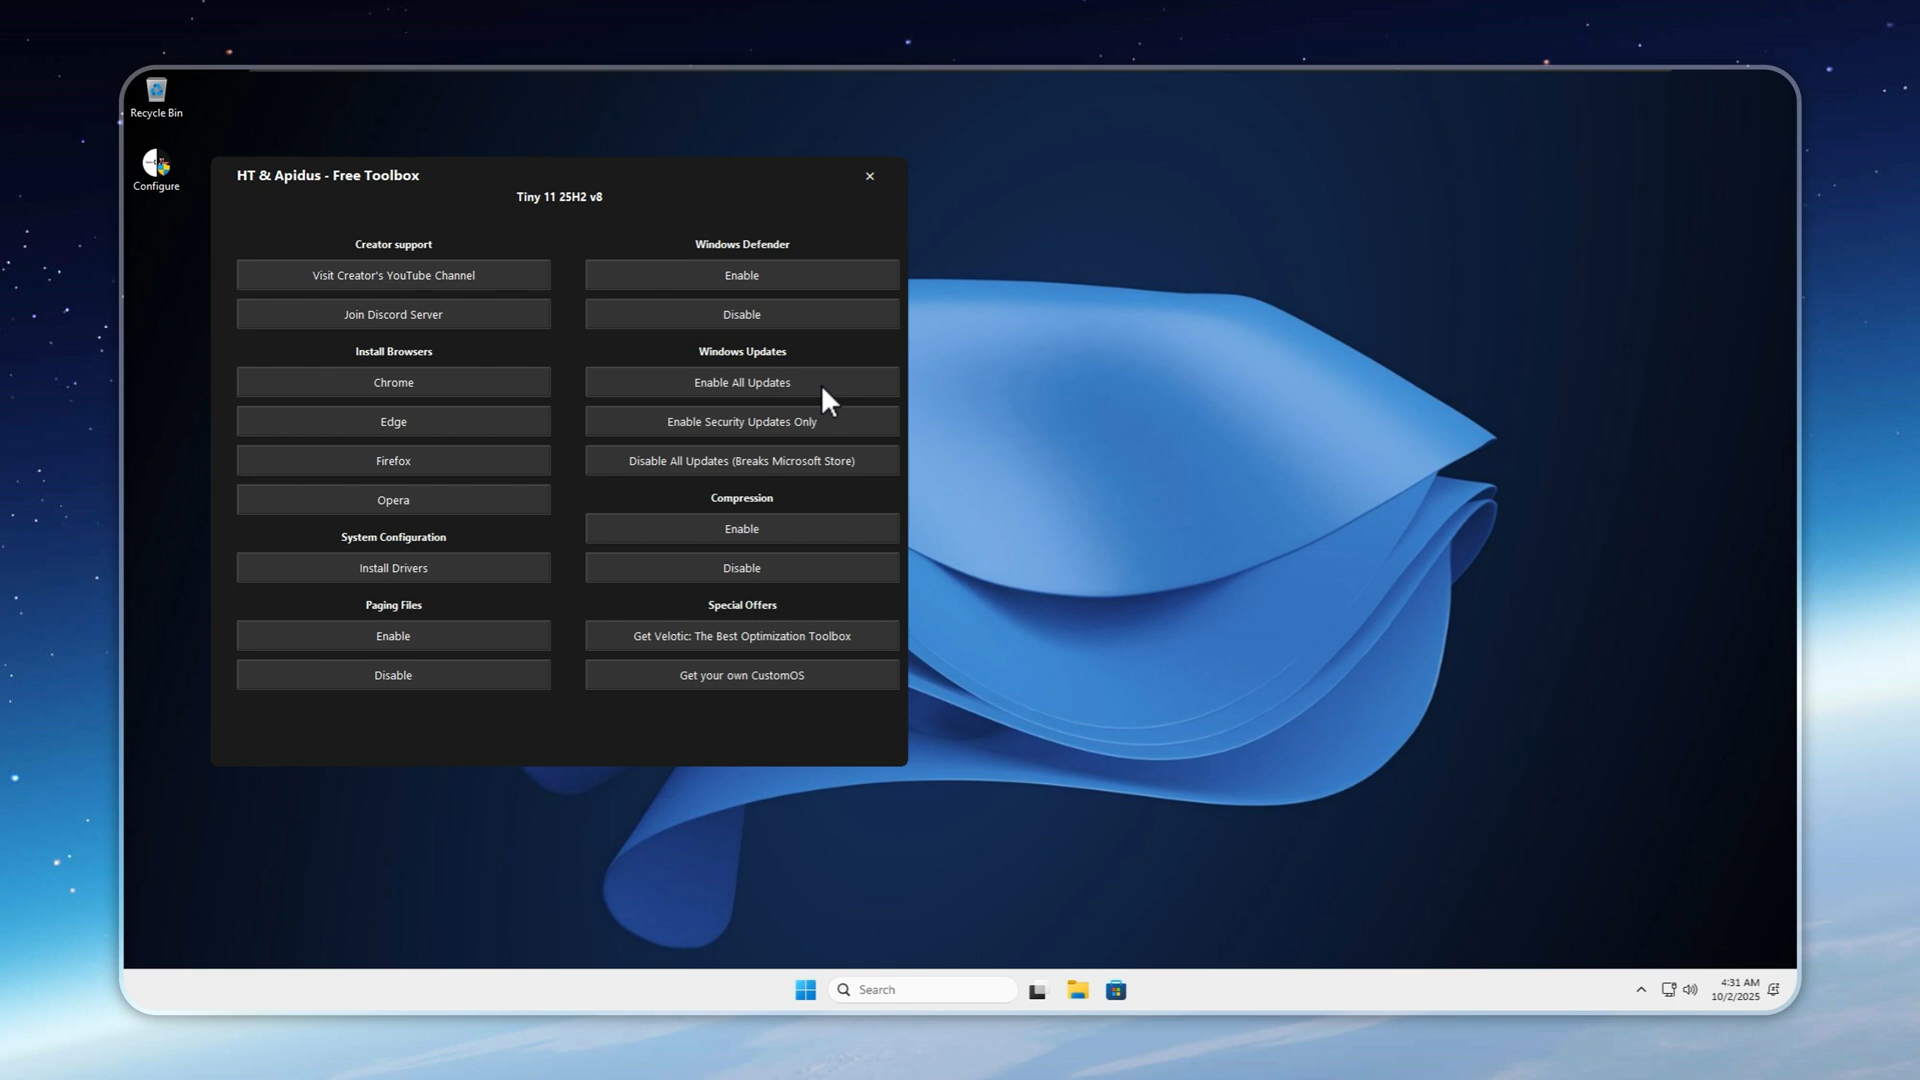 Recycle Bin
Configure
HT & Apidus - Free Toolbox
Tiny 11 25H2 v8
Creator support
Visit Creator's YouTube Channel
Join Discord Server
Install Browsers
Chrome
Edge
Firefox
Opera
System Configuration
Install Drivers
Paging Files
Enable
Disable
Windows Defender
Enable
Disable
Windows Updates
Enable All Updates
Enable Security Updates Only
Disable All Updates (Breaks Microsoft Store)
Compression
Enable
Disable
Special Offers
Get Velotic: The Best Optimization Toolbox
Get your own CustomOS
Search
4:31 AM
10/2/2025